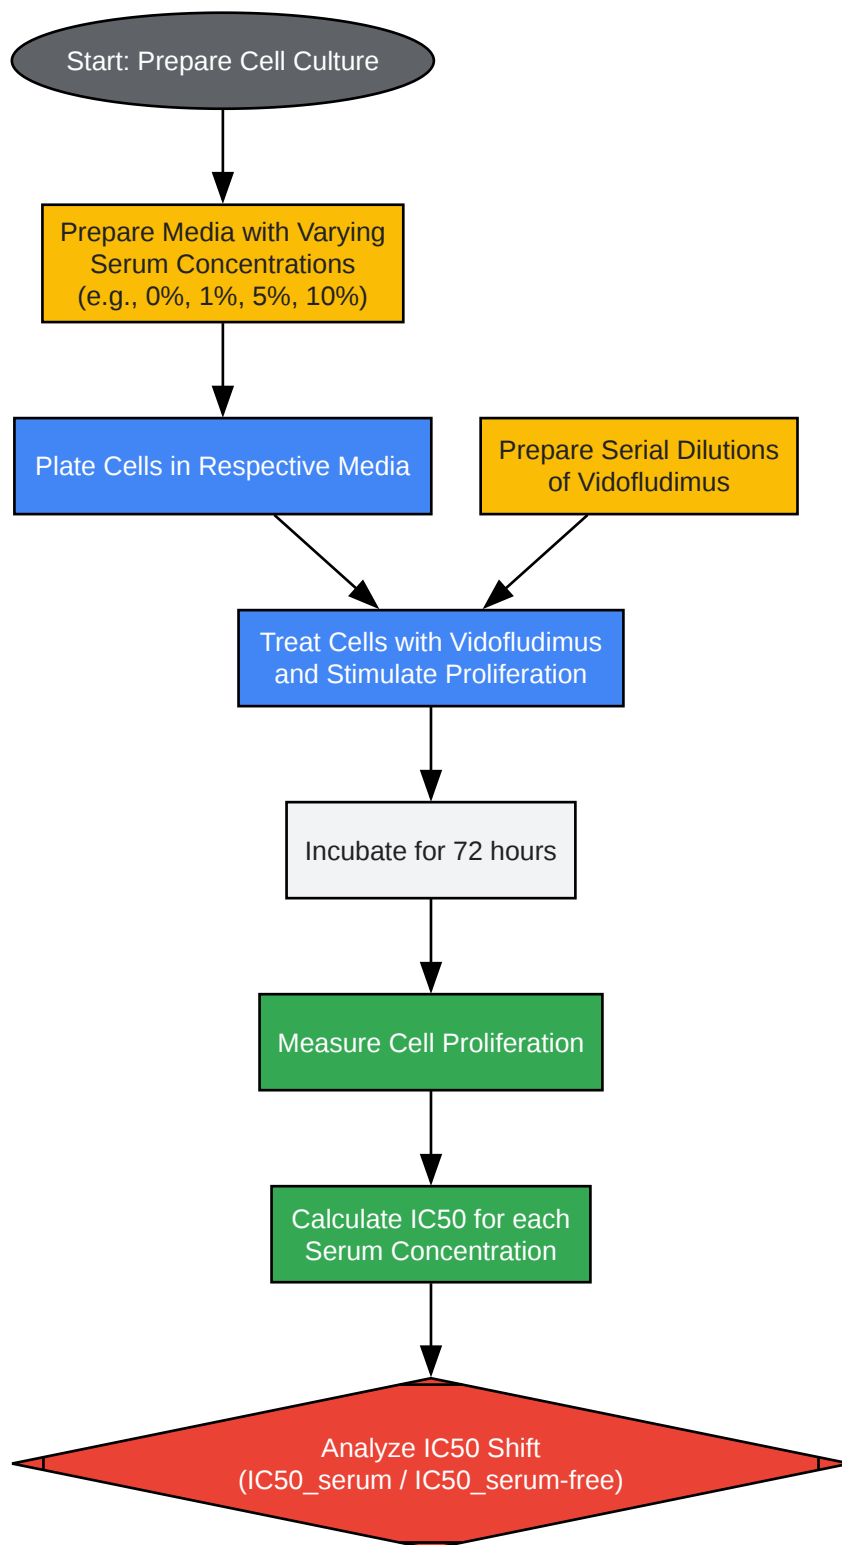 Start: Prepare Cell Culture
Prepare Media with Varying
Serum Concentrations
(e.g., 0%, 1%, 5%, 10%)
Plate Cells in Respective Media
Prepare Serial Dilutions
of Vidofludimus
Treat Cells with Vidofludimus
and Stimulate Proliferation
Incubate for 72 hours
Measure Cell Proliferation
Calculate IC50 for each
Serum Concentration
Analyze IC50 Shift
(IC50_serum / IC50_serum-free)